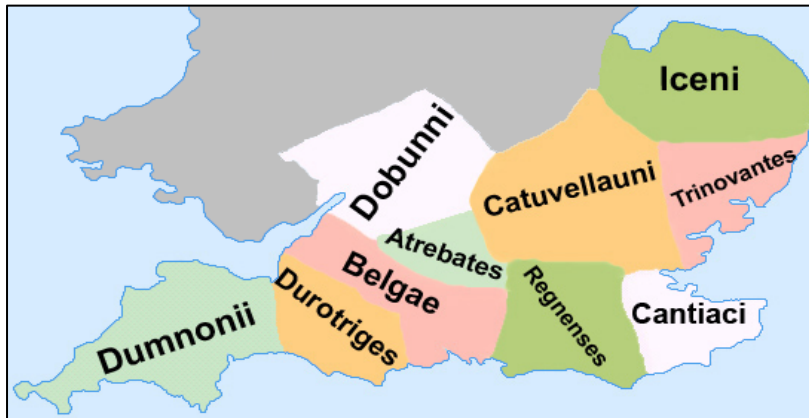 Iceni
Dobunni
Catuvellauni
Trinovantes
Atrebates
Belgae
Regnenses
Durotriges
Cantiaci
Dumnonii